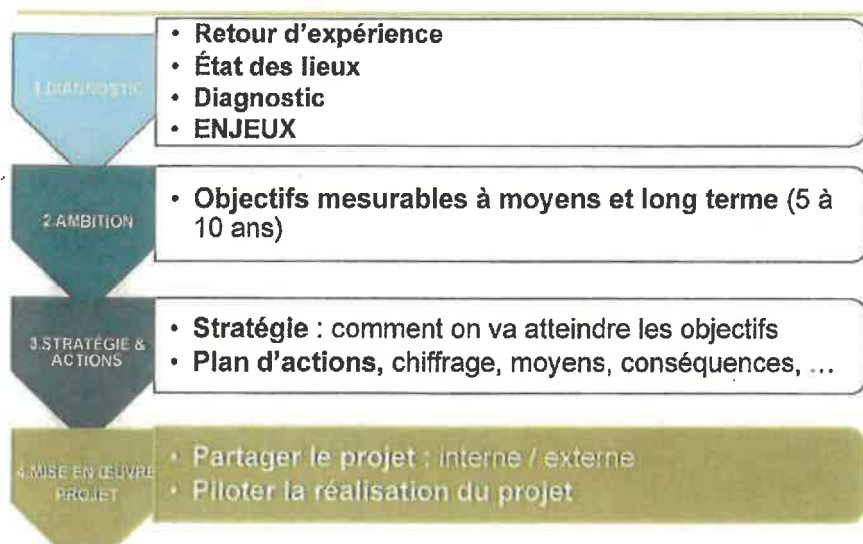 1.DIAGNOSTIC
• Retour d'expérience
• État des lieux
• Diagnostic
• ENJEUX
2.AMBITION
• Objectifs mesurables à moyens et long terme (5 à
10 ans)
3.STRATÉGIE &
ACTIONS
• Stratégie : comment on va atteindre les objectifs
• Plan d'actions, chiffrage, moyens, conséquences, ...
4.MISE EN ŒUVRE
PROJET
• Partager le projet : interne / externe
• Piloter la réalisation du projet